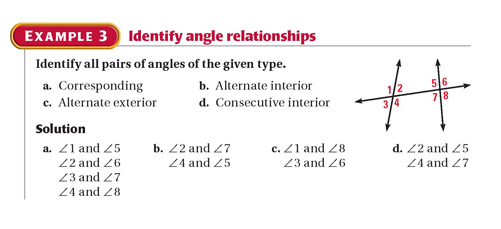 EXAMPLE 3 Identify angle relationships
Identify all pairs of angles of the given type.
a. Corresponding b. Alternate interior
c. Alternate exterior d. Consecutive interior
1 2
3 4
5 6
7 8
Solution
a. ∠1 and ∠5 b. ∠2 and ∠7 c. ∠1 and ∠8 d. ∠2 and ∠5
∠2 and ∠6 ∠4 and ∠5 ∠3 and ∠6 ∠4 and ∠7
∠3 and ∠7
∠4 and ∠8